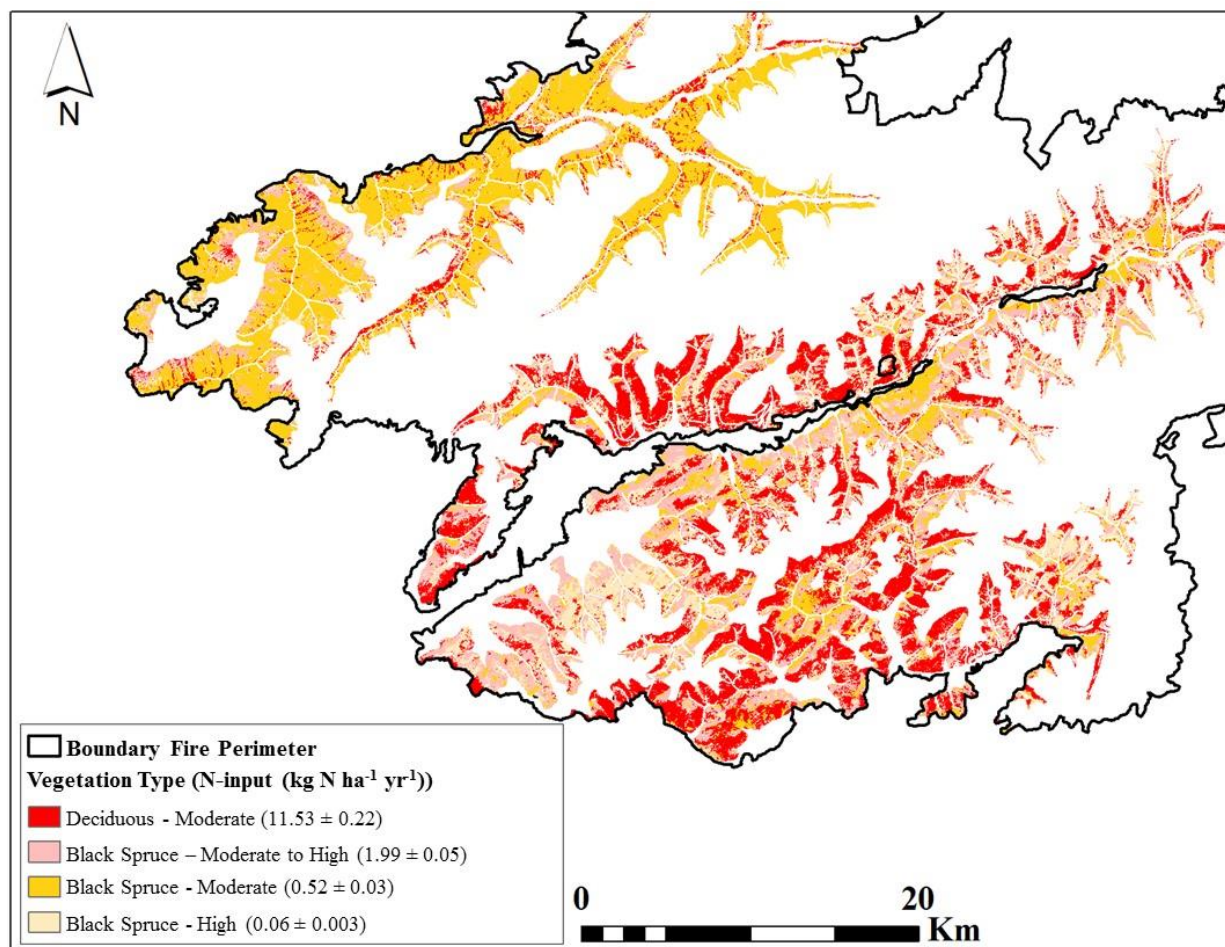 N
Boundary Fire Perimeter
Vegetation Type (N-input (kg N ha⁻¹ yr⁻¹))
Deciduous - Moderate (11.53 ± 0.22)
Black Spruce – Moderate to High (1.99 ± 0.05)
Black Spruce - Moderate (0.52 ± 0.03)
Black Spruce - High (0.06 ± 0.003)
0 20
Km